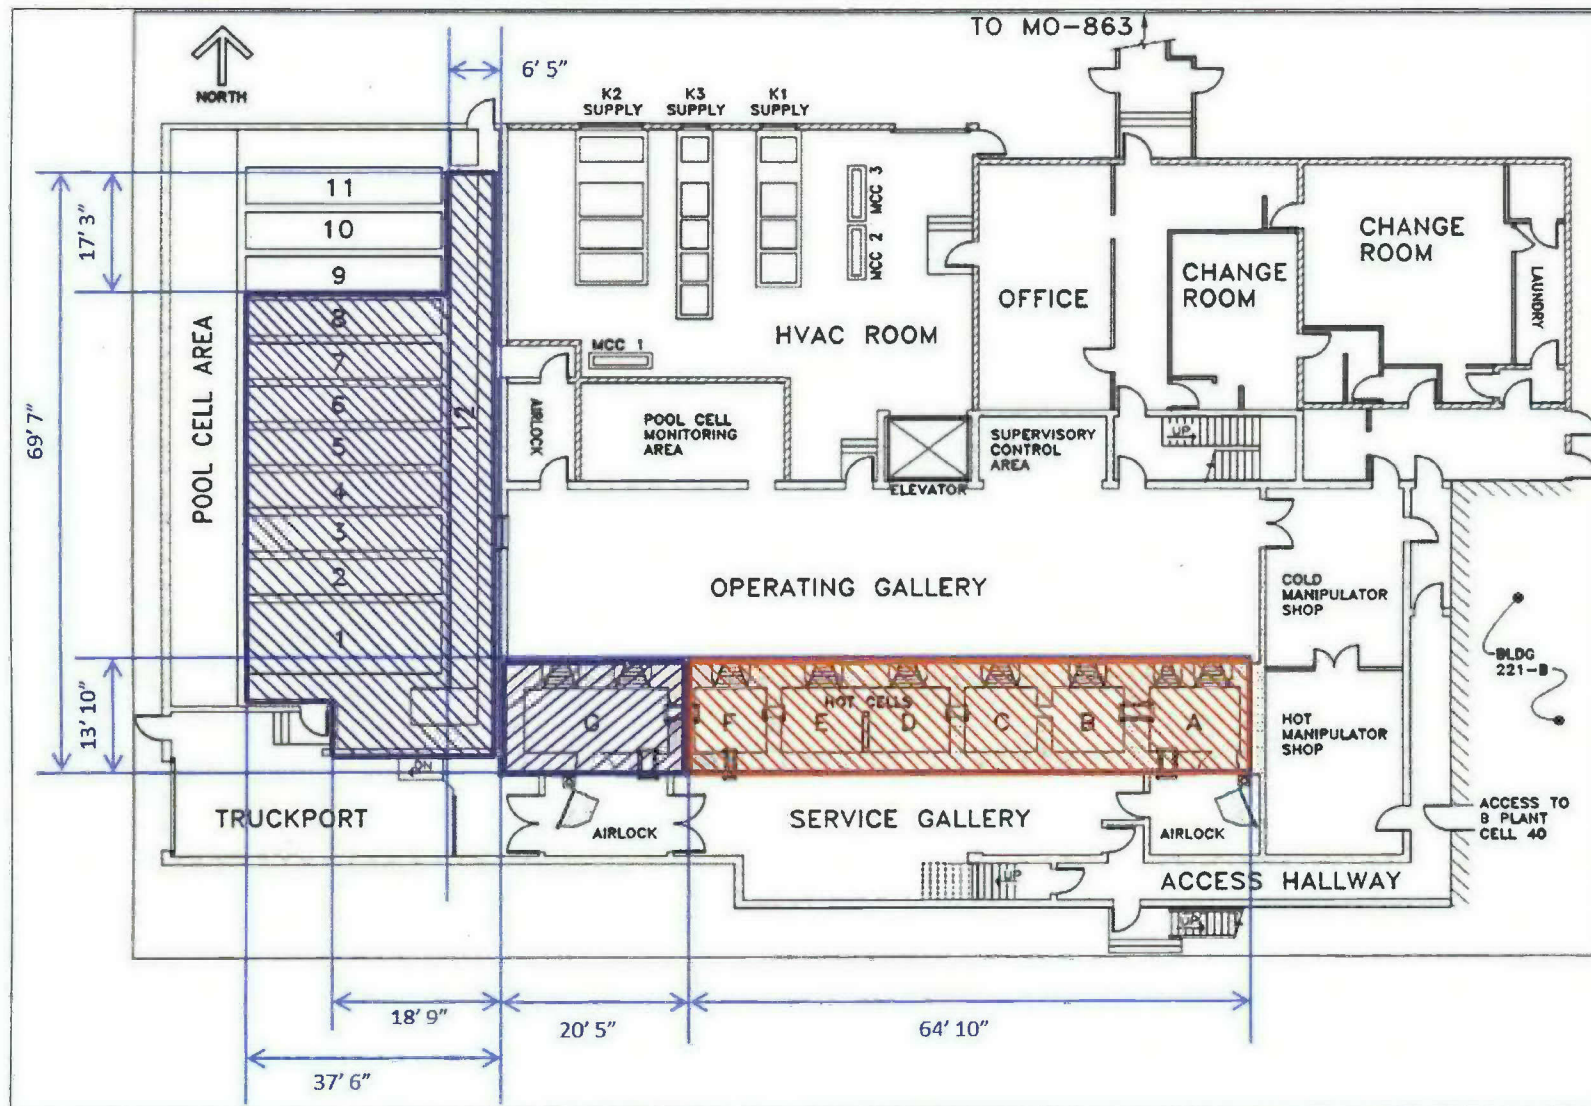 TO MO-863
6' 5"
NORTH
K2
SUPPLY
K3
SUPPLY
K1
SUPPLY
11
10
9
8
7
6
5
4
3
2
1
12
17' 3"
69' 7"
13' 10"
POOL CELL AREA
MCC 3
MCC 2
MCC 1
HVAC ROOM
OFFICE
CHANGE
ROOM
CHANGE
ROOM
LAUNDRY
AIRLOCK
POOL CELL
MONITORING
AREA
ELEVATOR
SUPERVISORY
CONTROL
AREA
UP
OPERATING GALLERY
COLD
MANIPULATOR
SHOP
BLDG
221-B
HOT CELLS
G
F
E
D
C
B
A
HOT
MANIPULATOR
SHOP
DN
TRUCKPORT
AIRLOCK
SERVICE GALLERY
AIRLOCK
ACCESS TO
B PLANT
CELL 40
UP
ACCESS HALLWAY
UP
18' 9"
20' 5"
64' 10"
37' 6"